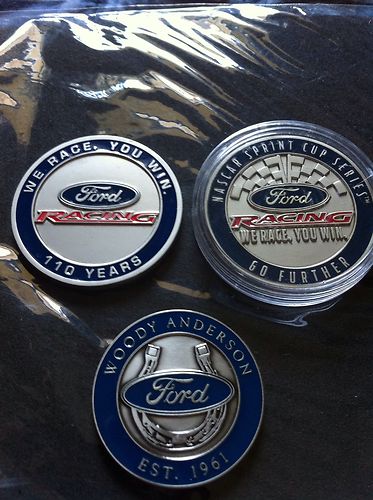 WE RACE, YOU WIN
Ford
RACING
110 YEARS
NASCAR SPRINT CUP SERIES™
Ford
RACING
WE RACE, YOU WIN.
GO FURTHER
WOODY ANDERSON
Ford
EST. 1961